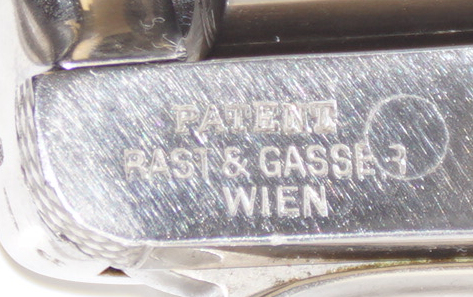 PATENT
RAST & GASSER
WIEN